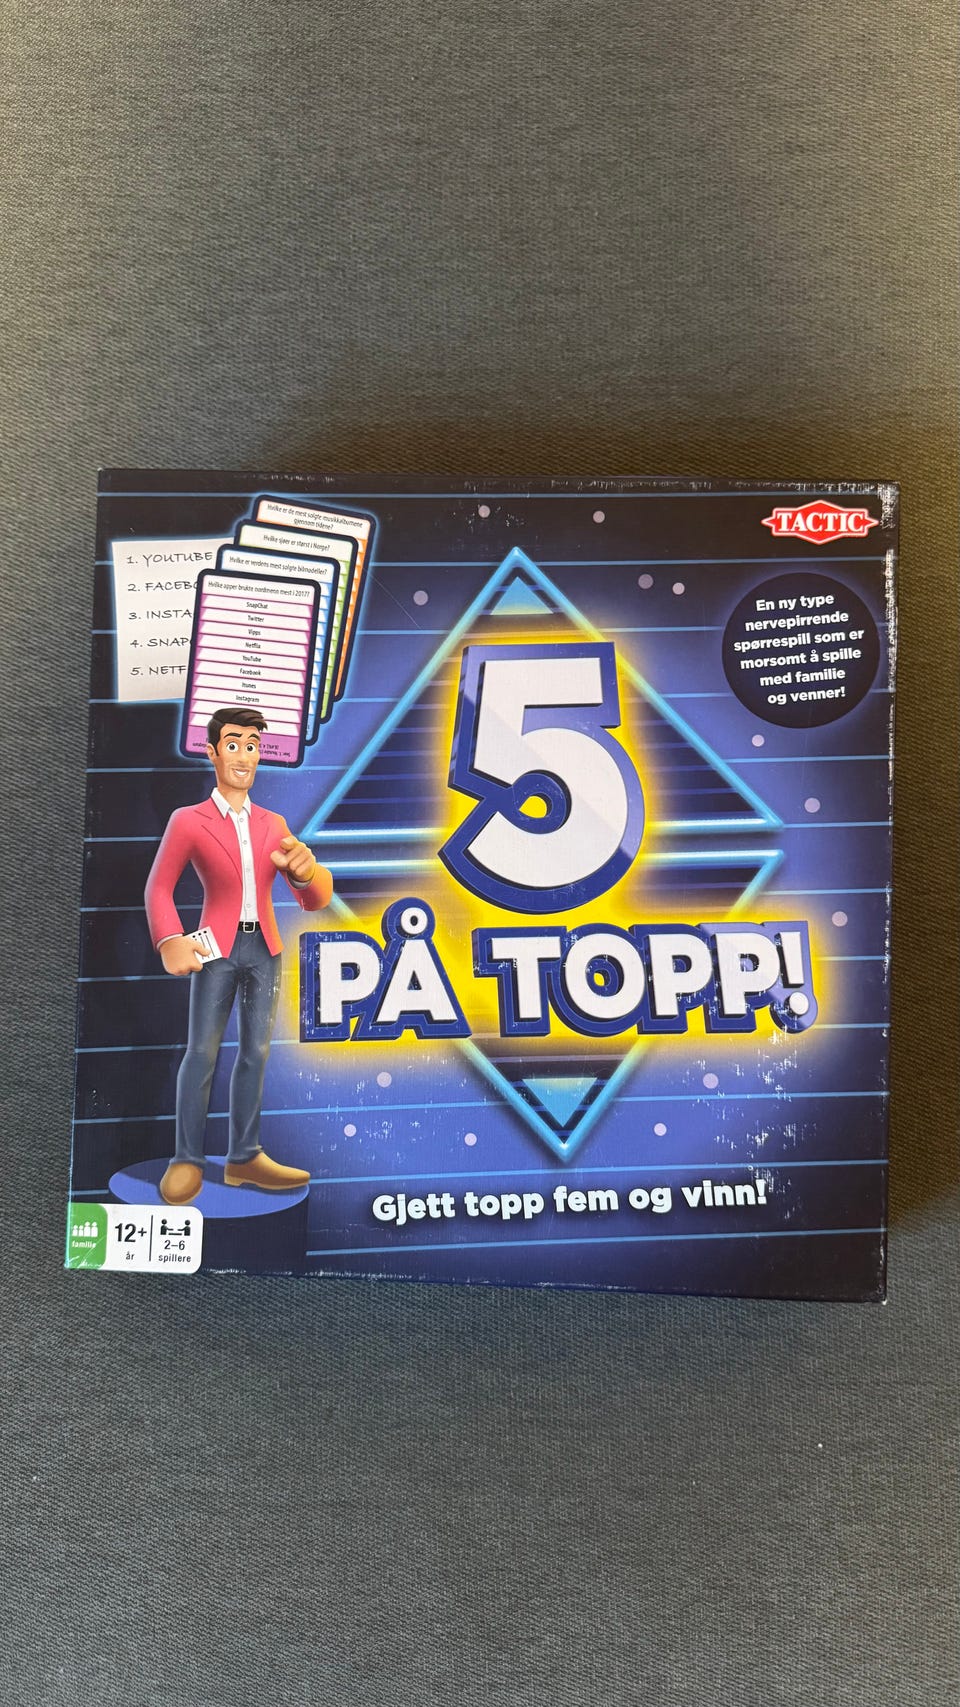 TACTIC
En ny type
nervepirrende
spørrespill som er
morsomt å spille
med familie
og venner!
Hvilke er de mest solgte musikkalbumene
gjennom tidene?
Hvilke sjøer er størst i Norge?
Hvilke er verdens mest solgte bilmodeller?
Hvilke apper brukte nordmenn mest i 2017?
SnapChat
Twitter
Vipps
Netflix
YouTube
Facebook
Itunes
Instagram
1. YOUTUBE
2. FACEBO
3. INSTA
4. SNAP
5. NETF
5
PÅ TOPP!
Gjett topp fem og vinn!
familie
12+
år
2-6
spillere